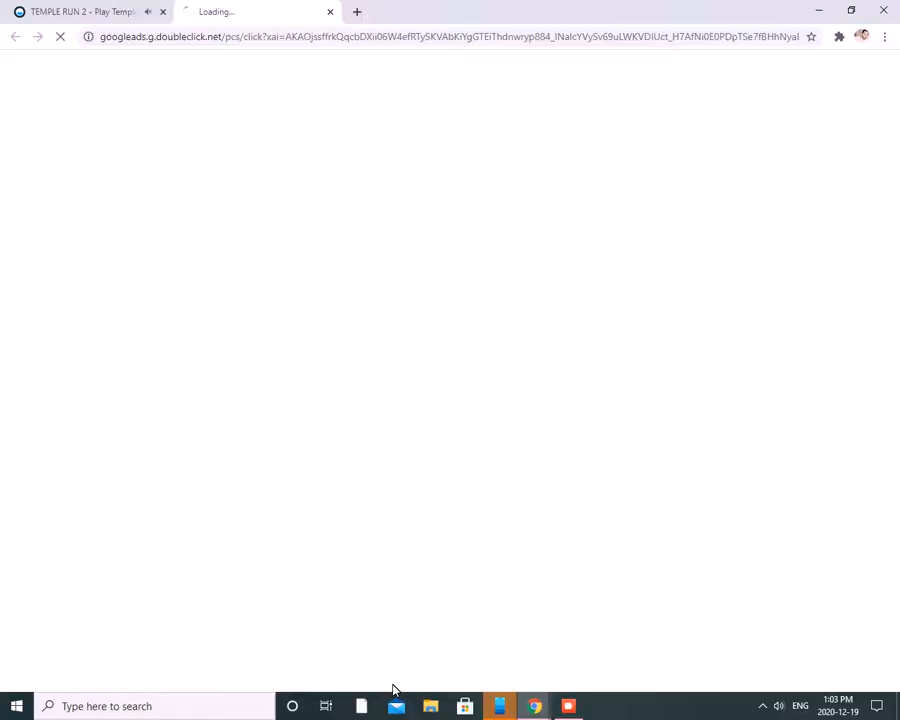 TEMPLE RUN 2 - Play Templ
Loading...
googleads.g.doubleclick.net/pcs/click?xai=
Type here to search
ENG
1:03 PM
2020-12-19